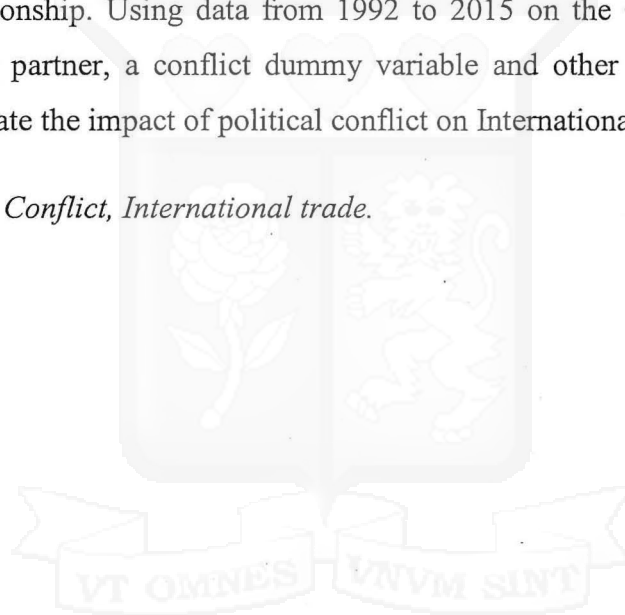 onship. Using data from 1992 to 2015 on the
partner, a conflict dummy variable and other
ate the impact of political conflict on Internationa
Conflict, International trade.
VT OMNES VNVM SINT